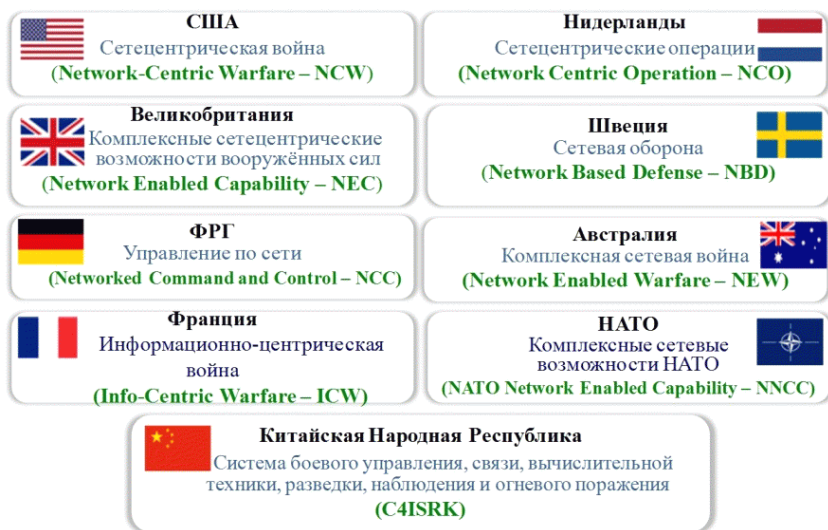 США
Сетецентрическая война
(Network-Centric Warfare – NCW)
Нидерланды
Сетецентрические операции
(Network Centric Operation – NCO)
Великобритания
Комплексные сетецентрические
возможности вооружённых сил
(Network Enabled Capability – NEC)
Швеция
Сетевая оборона
(Network Based Defense – NBD)
ФРГ
Управление по сети
(Networked Command and Control – NCC)
Австралия
Комплексная сетевая война
(Network Enabled Warfare – NEW)
Франция
Информационно-центрическая
война
(Info-Centric Warfare – ICW)
НАТО
Комплексные сетевые
возможности НАТО
(NATO Network Enabled Capability – NNCC)
Китайская Народная Республика
Система боевого управления, связи, вычислительной
техники, разведки, наблюдения и огневого поражения
(C4ISRK)